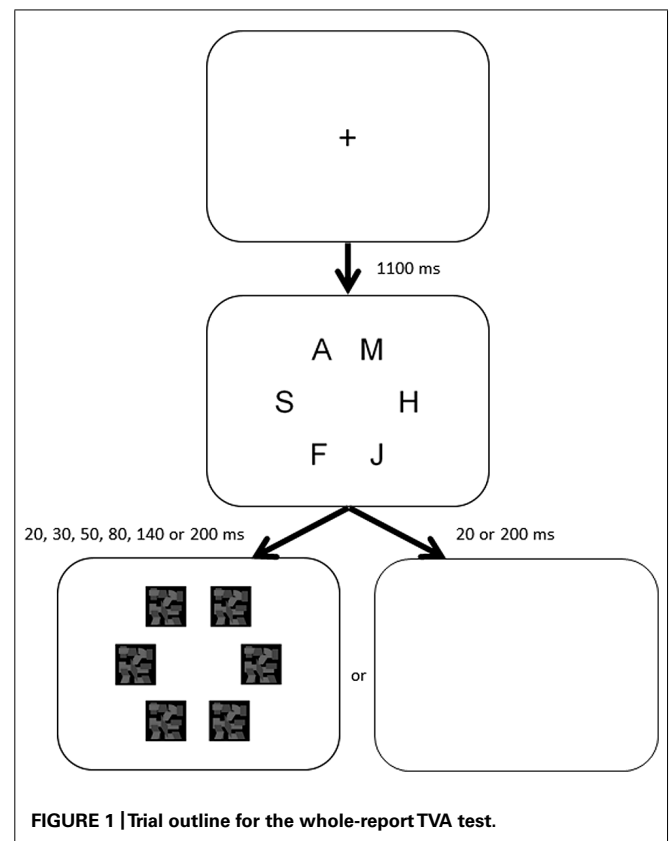 +
1100 ms
A M
S H
F J
20, 30, 50, 80, 140 or 200 ms
20 or 200 ms
or
FIGURE 1 | Trial outline for the whole-report TVA test.